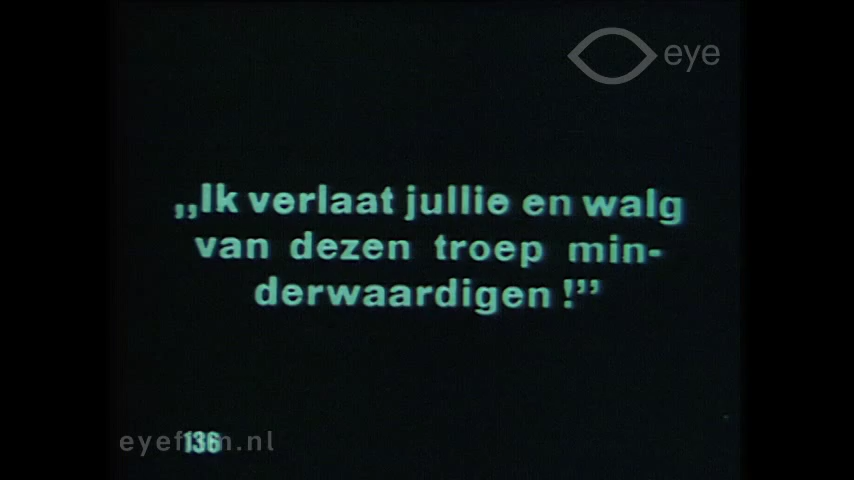 eye
„Ik verlaat jullie en walg
van dezen troep min-
derwaardigen!”
136